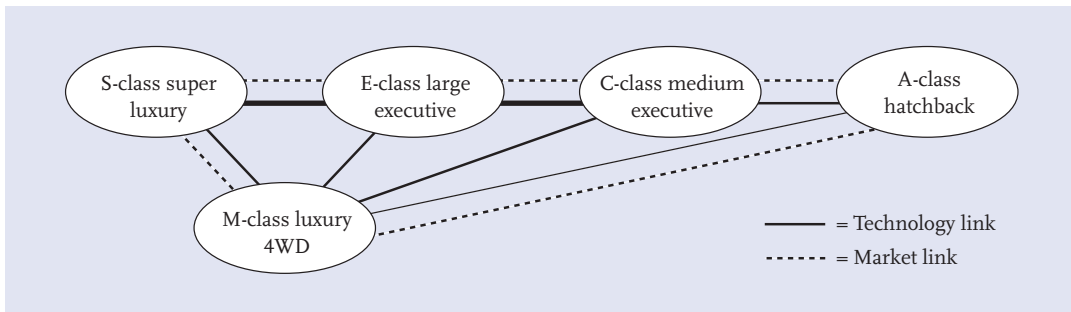 S-class super
luxury
E-class large
executive
C-class medium
executive
A-class
hatchback
M-class luxury
4WD
= Technology link
= Market link